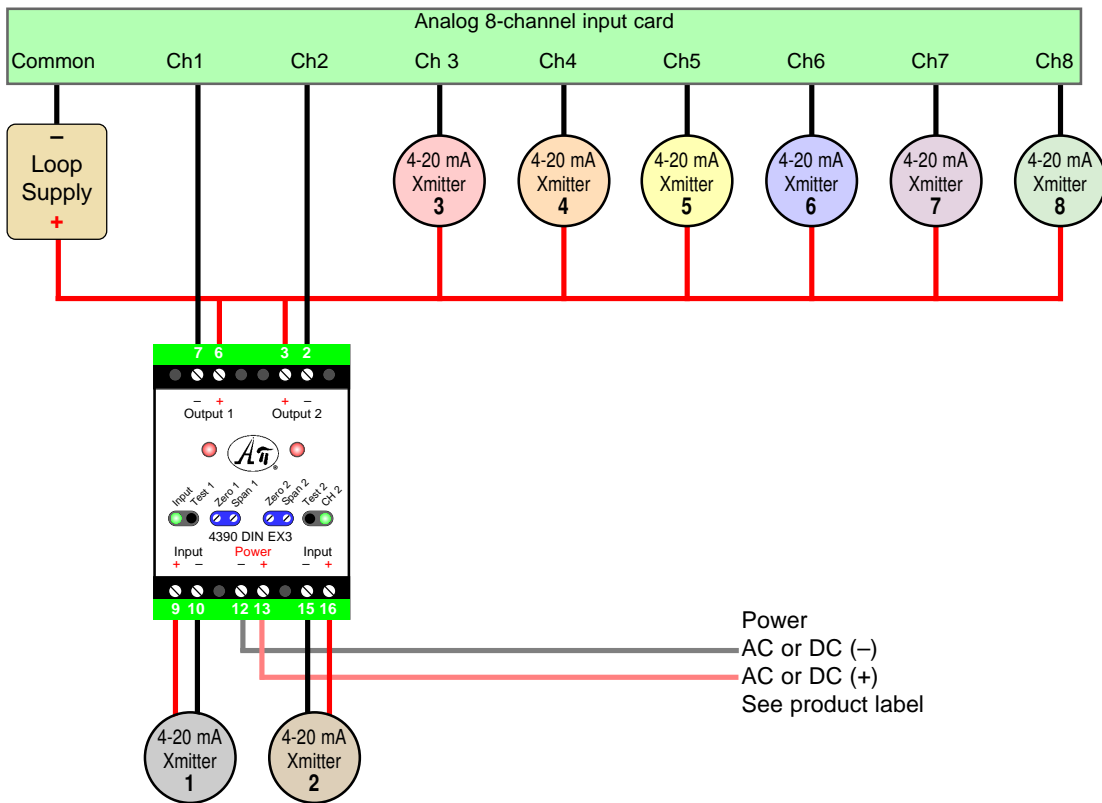 Analog 8-channel input card
Common Ch1 Ch2 Ch 3 Ch4 Ch5 Ch6 Ch7 Ch8
–
Loop
Supply
+
4-20 mA
Xmitter
3
4-20 mA
Xmitter
4
4-20 mA
Xmitter
5
4-20 mA
Xmitter
6
4-20 mA
Xmitter
7
4-20 mA
Xmitter
8
7 6 3 2
– + + –
Output 1 Output 2
Aπ ®
Input Test 1 Zero 1 Span 1 Zero 2 Span 2 Test 2 CH 2
4390 DIN EX3
Input Power Input
+ – – + – +
9 10 12 13 15 16
Power
AC or DC (–)
AC or DC (+)
See product label
4-20 mA
Xmitter
1
4-20 mA
Xmitter
2